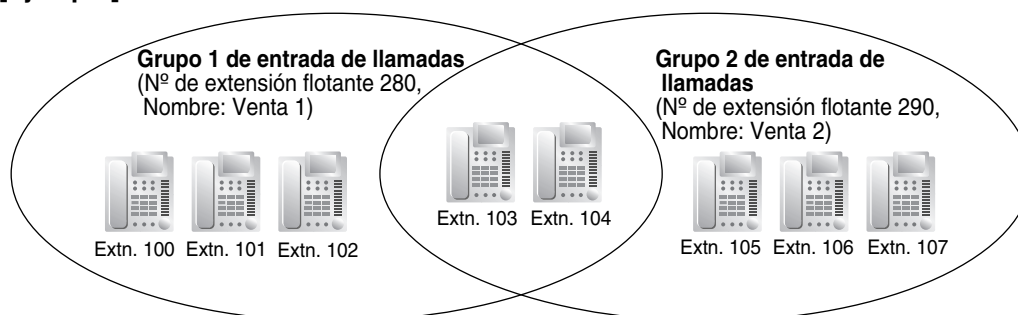 Grupo 1 de entrada de llamadas
(Nº de extensión flotante 280,
Nombre: Venta 1)
Grupo 2 de entrada de
llamadas
(Nº de extensión flotante 290,
Nombre: Venta 2)
Extn. 100 Extn. 101 Extn. 102
Extn. 103 Extn. 104
Extn. 105 Extn. 106 Extn. 107